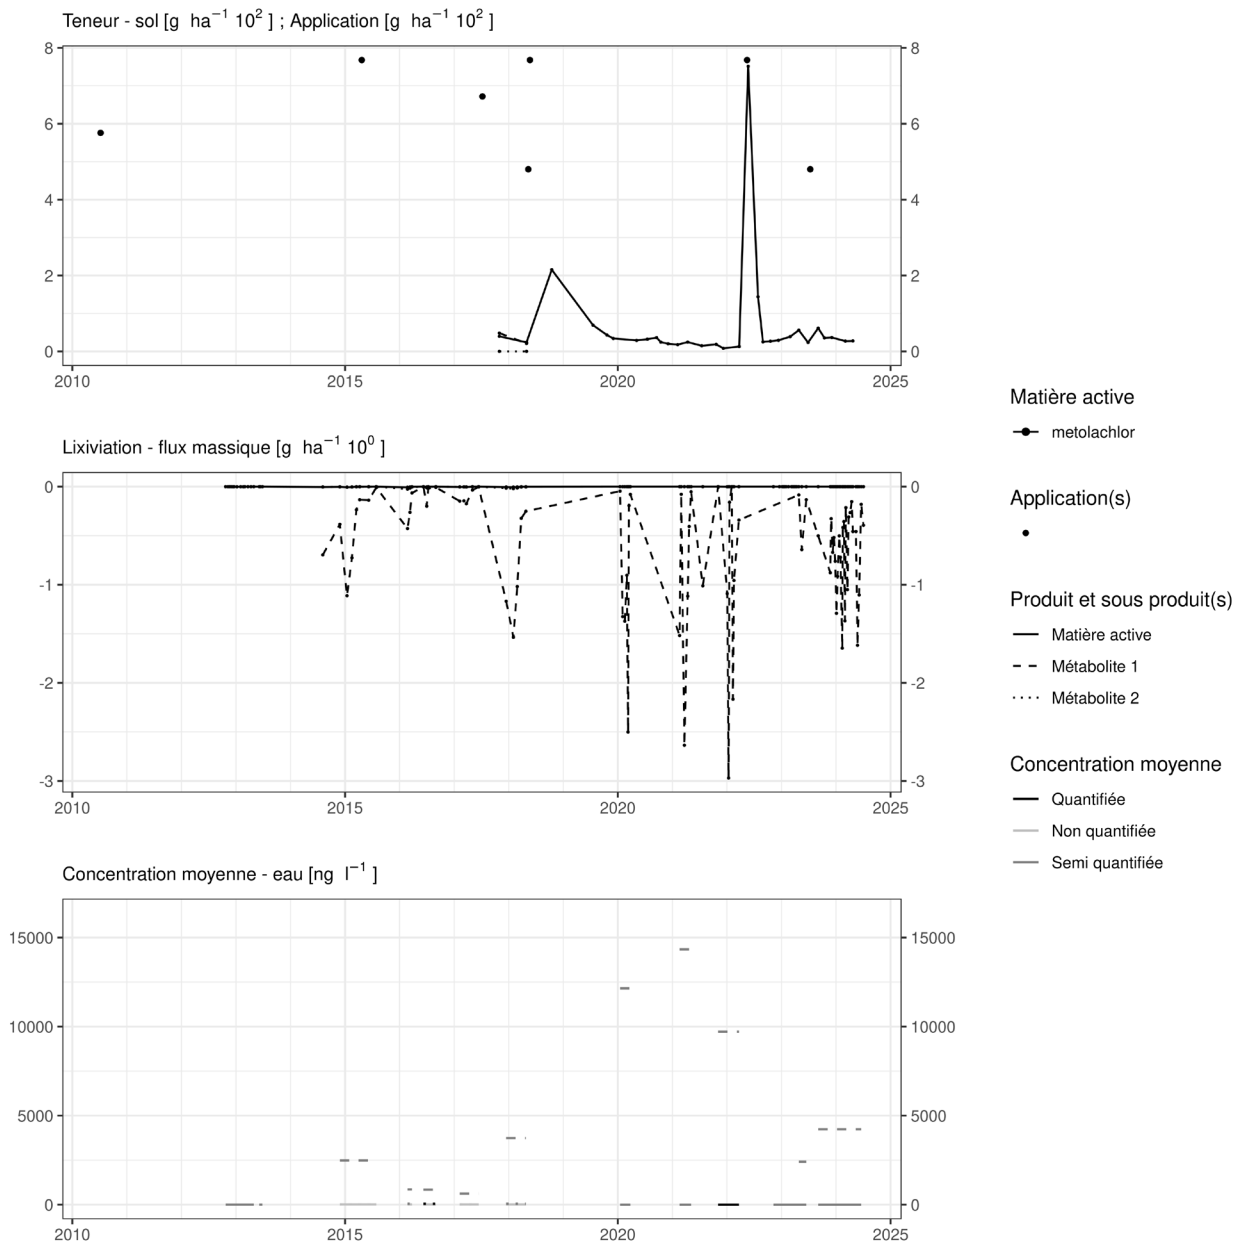 Teneur - sol [g ha−1 102 ] ; Application [g ha−1 102 ]
8 8
6 6
4 4
2 2
0 0
2010 2015 2020 2025
Lixiviation - flux massique [g ha−1 100 ]
0 0
-1 -1
-2 -2
-3 -3
2010 2015 2020 2025
Concentration moyenne - eau [ng l−1 ]
15000 15000
10000 10000
5000 5000
0 0
2010 2015 2020 2025
Matière active
metolachlor
Application(s)
Produit et sous produit(s)
Matière active
Métabolite 1
Métabolite 2
Concentration moyenne
Quantifiée
Non quantifiée
Semi quantifiée